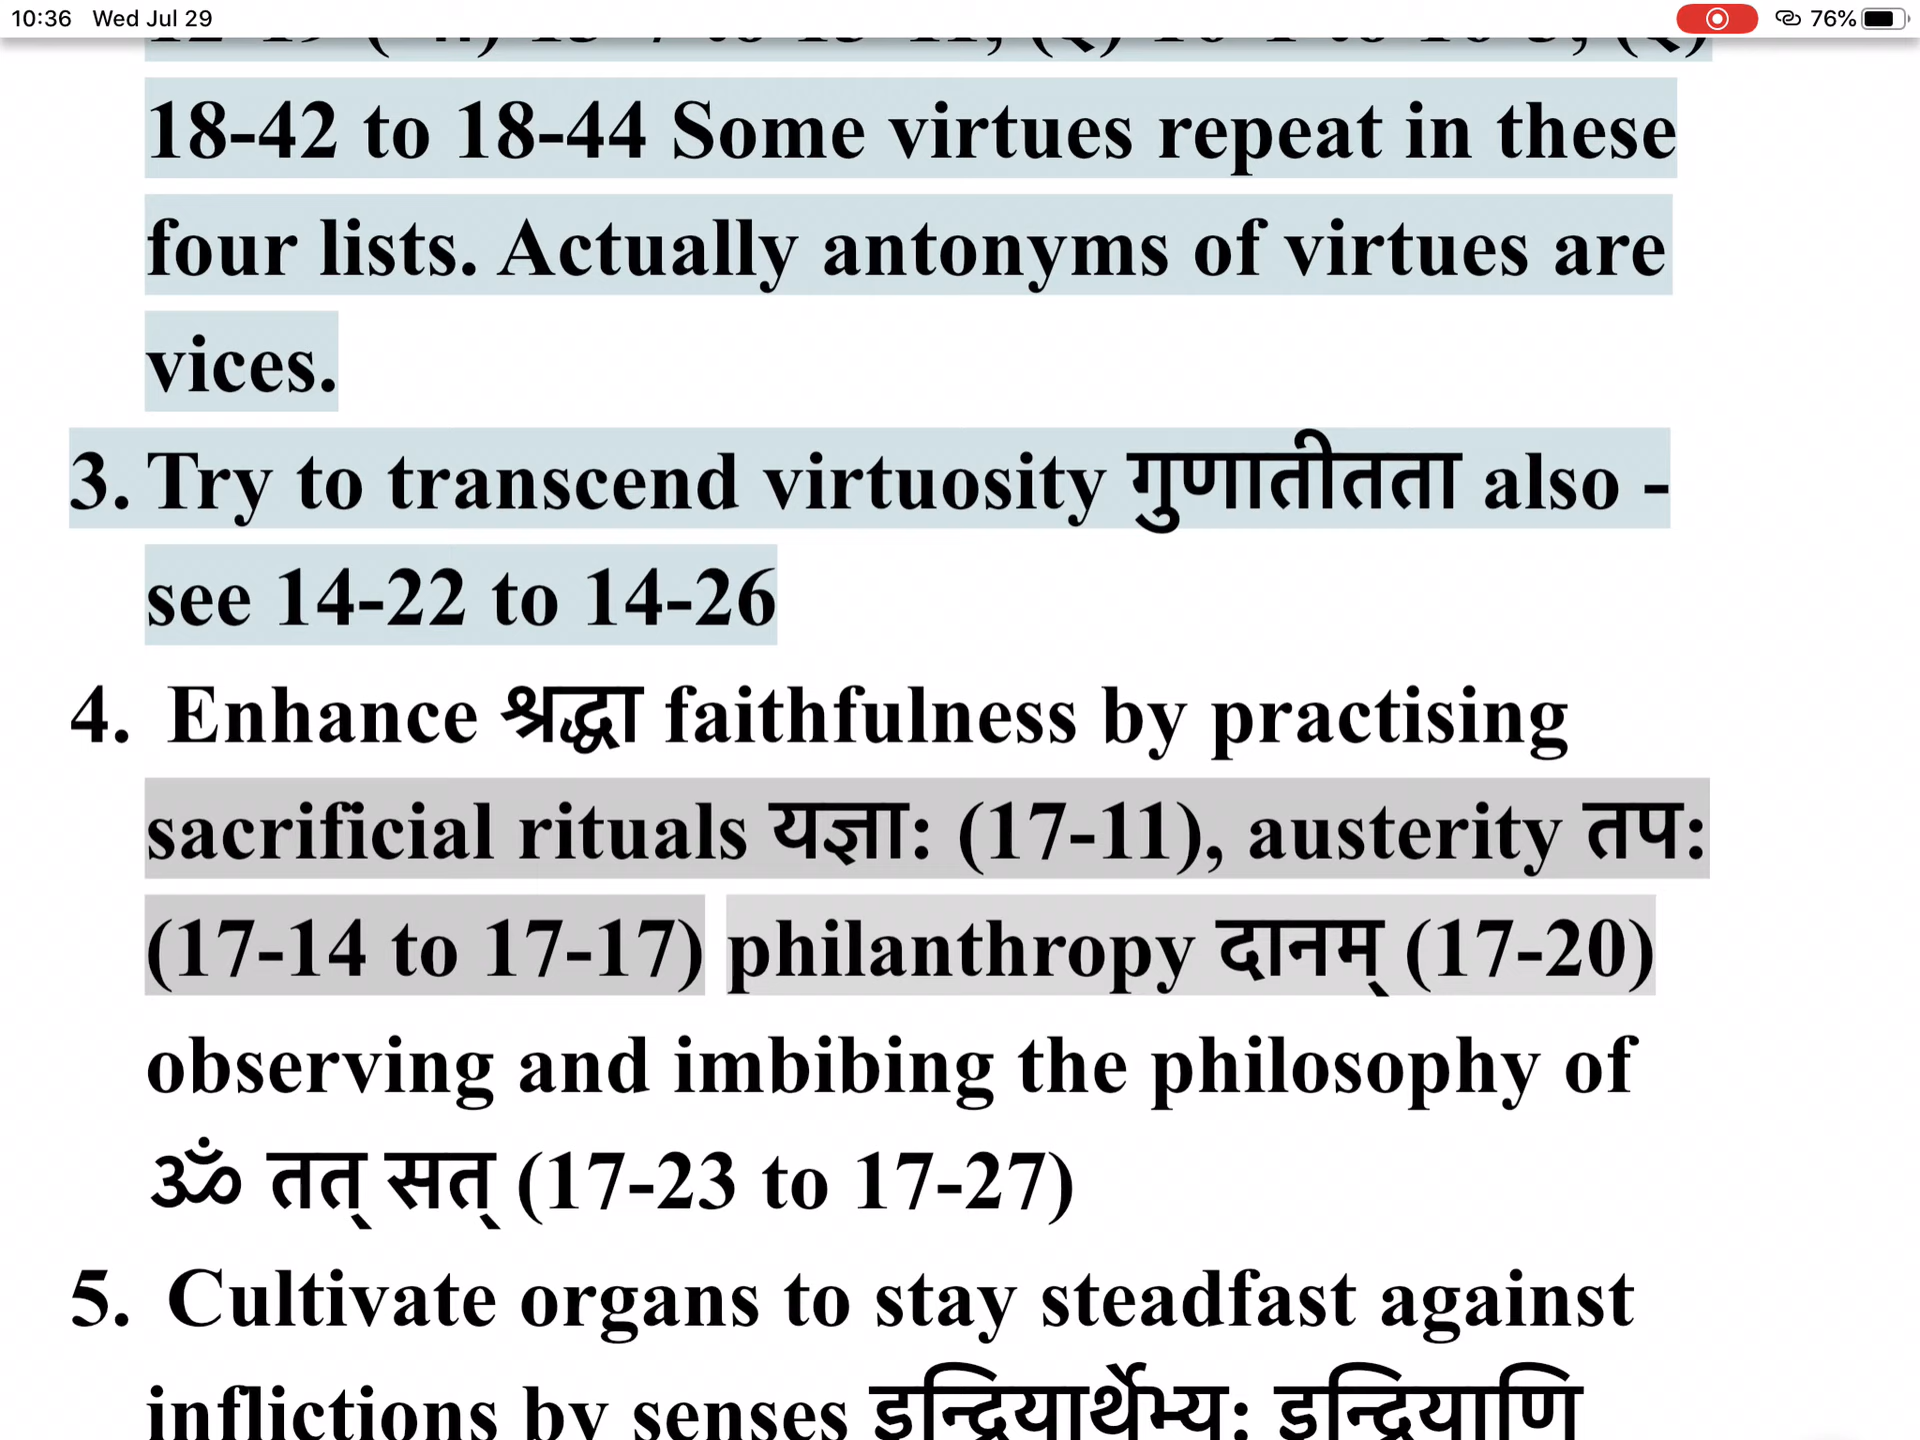 10:36 Wed Jul 29
76%
18-42 to 18-44 Some virtues repeat in these
four lists. Actually antonyms of virtues are
vices.
3. Try to transcend virtuosity गुणातीतता also -
see 14-22 to 14-26
4. Enhance श्रद्धा faithfulness by practising
sacrificial rituals यज्ञा: (17-11), austerity तप:
(17-14 to 17-17) philanthropy दानम् (17-20)
observing and imbibing the philosophy of
ॐ तत् सत् (17-23 to 17-27)
5. Cultivate organs to stay steadfast against
inflictions by senses इन्द्रियार्थेभ्य: इन्द्रियाणि